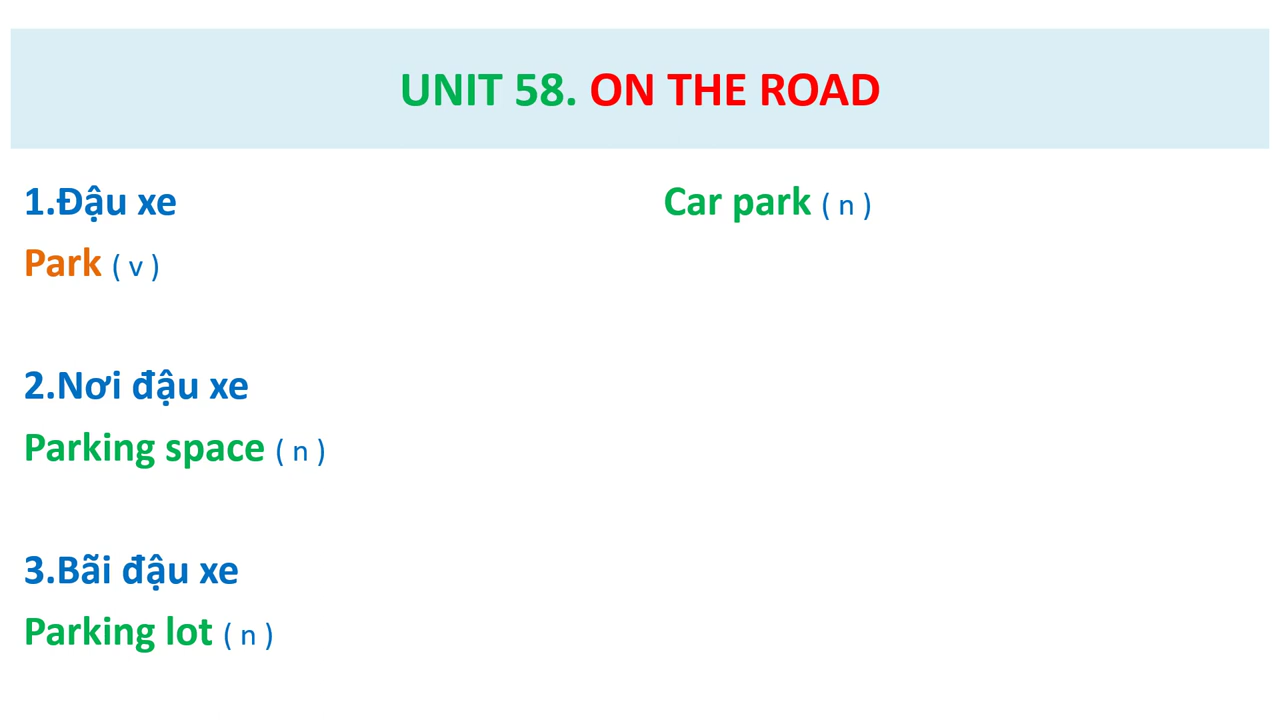 UNIT 58. ON THE ROAD
1.Đậu xe
Park ( v )
2.Nơi đậu xe
Parking space ( n )
3.Bãi đậu xe
Parking lot ( n )
Car park ( n )